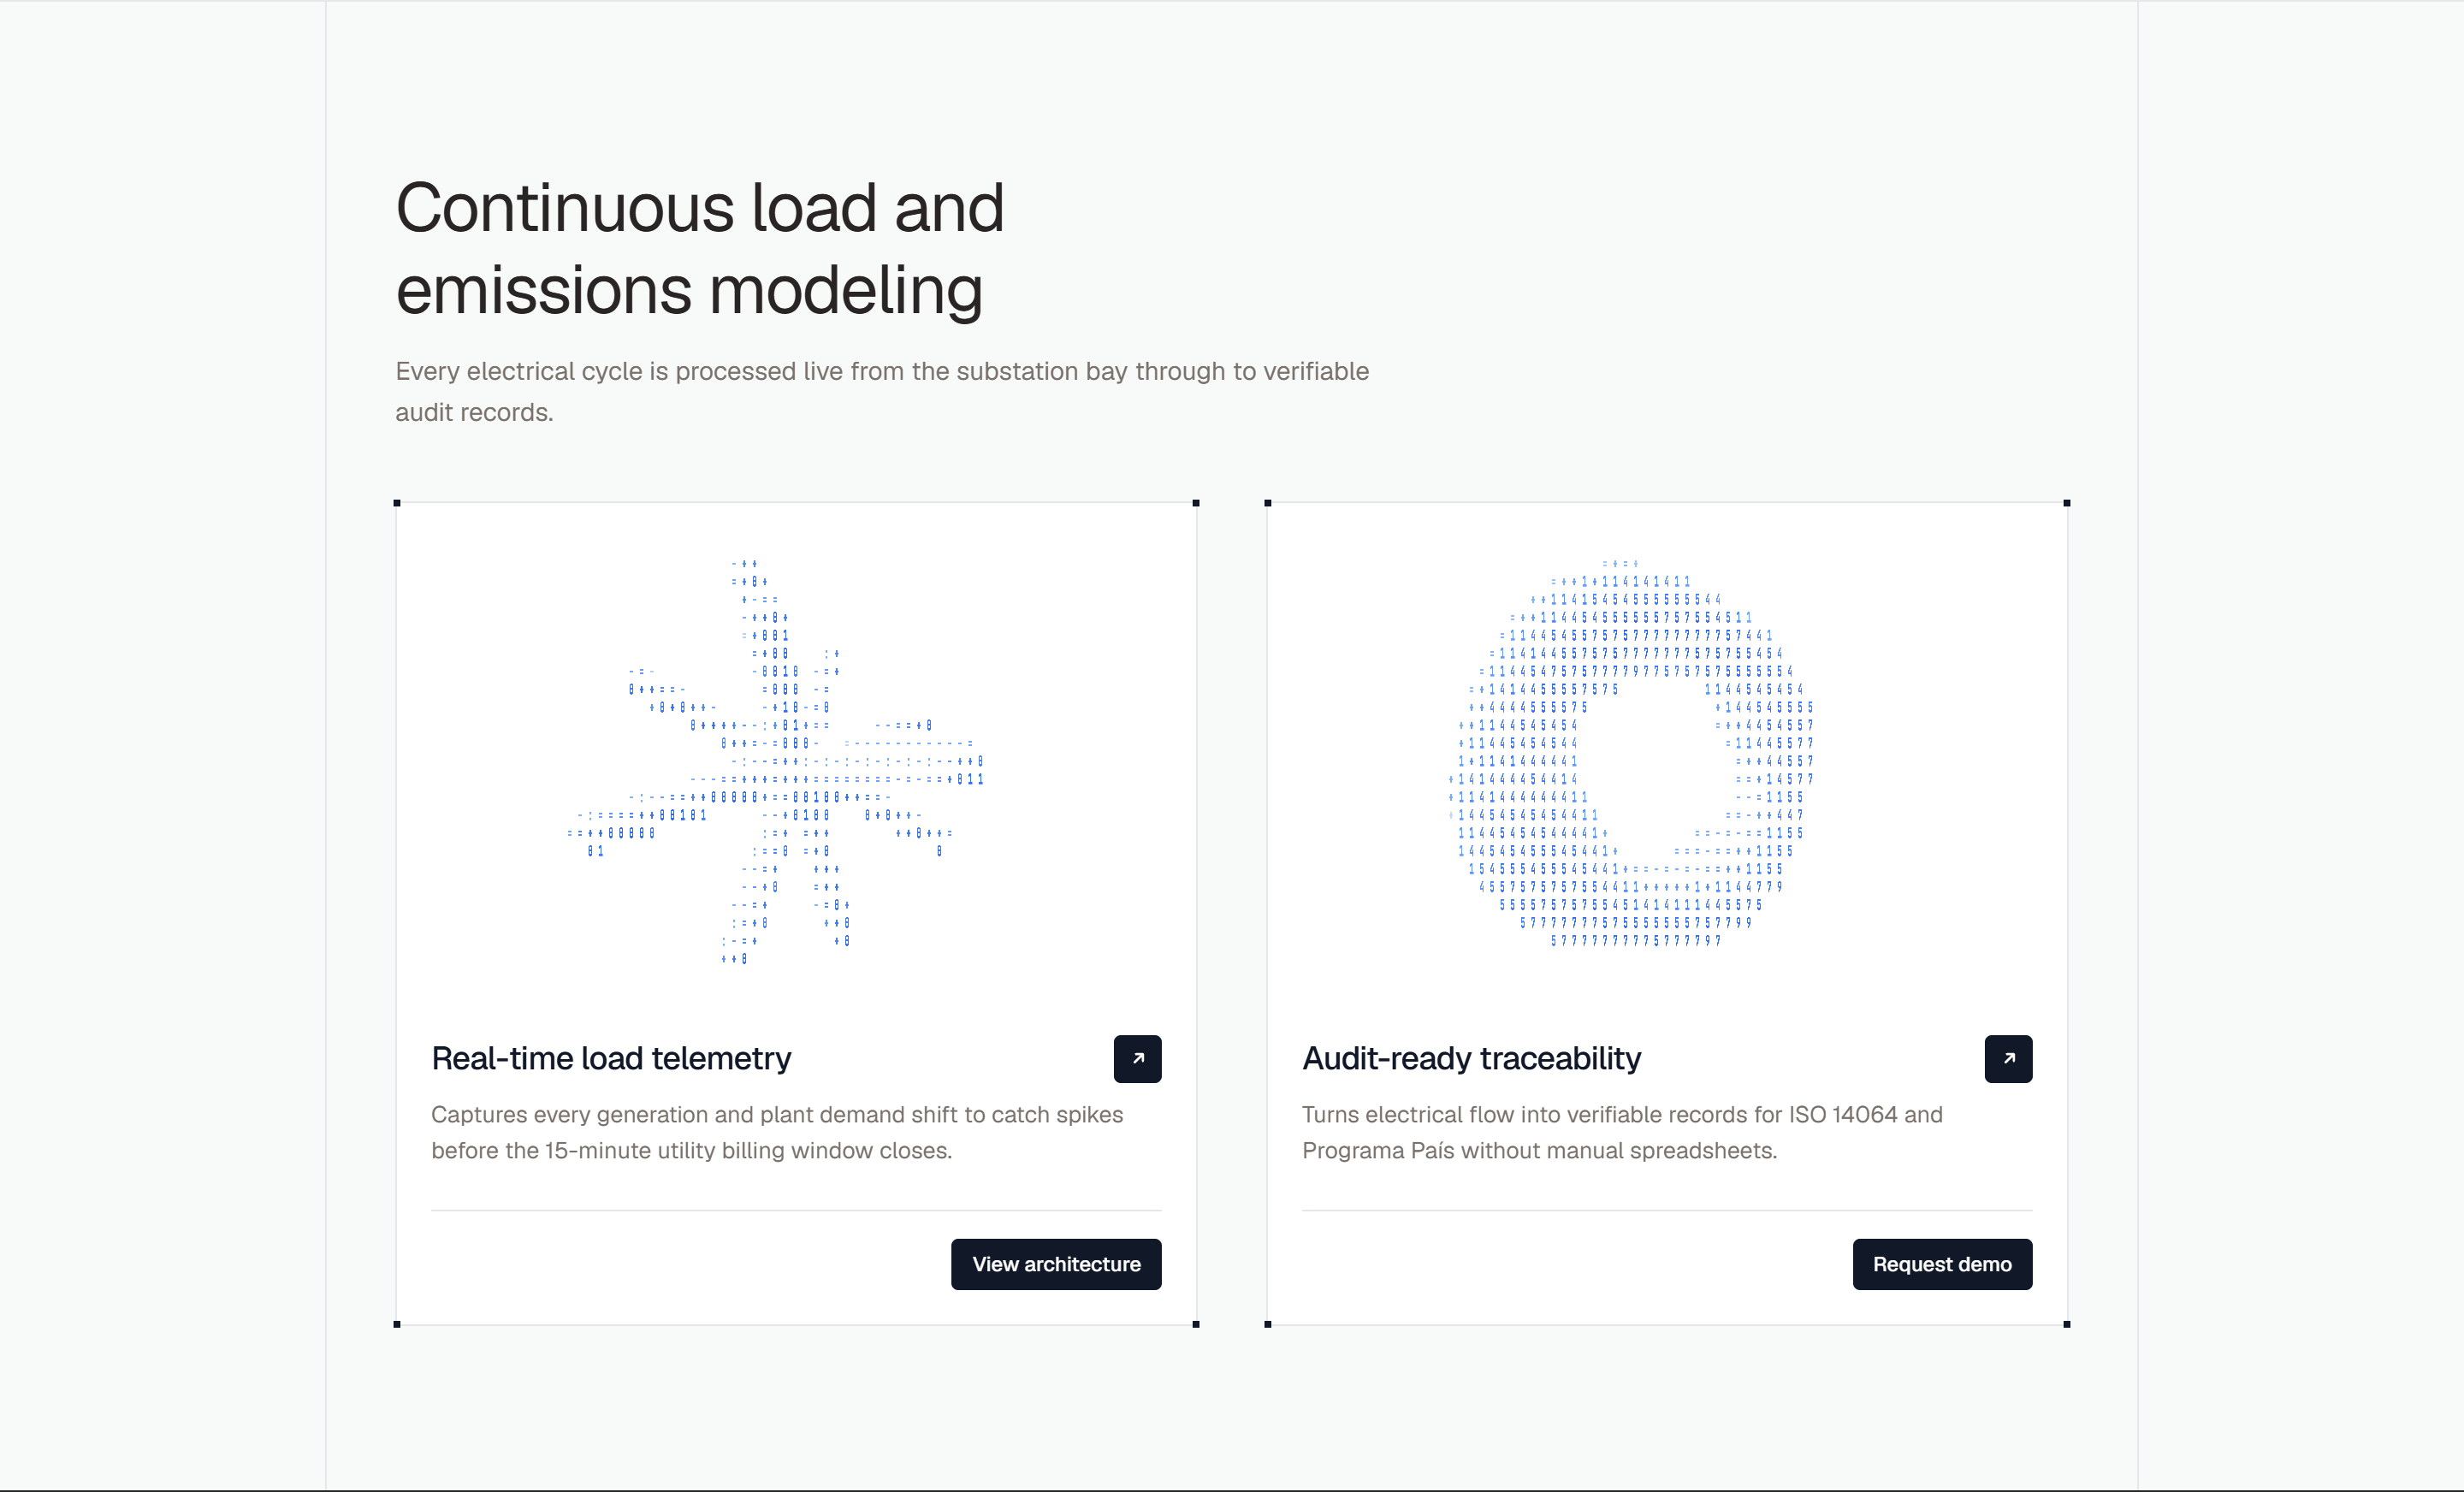 Continuous load and
emissions modeling
Every electrical cycle is processed live from the substation bay through to verifiable
audit records.
Real-time load telemetry
Captures every generation and plant demand shift to catch spikes
before the 15-minute utility billing window closes.
View architecture
Audit-ready traceability
Turns electrical flow into verifiable records for ISO 14064 and
Programa País without manual spreadsheets.
Request demo